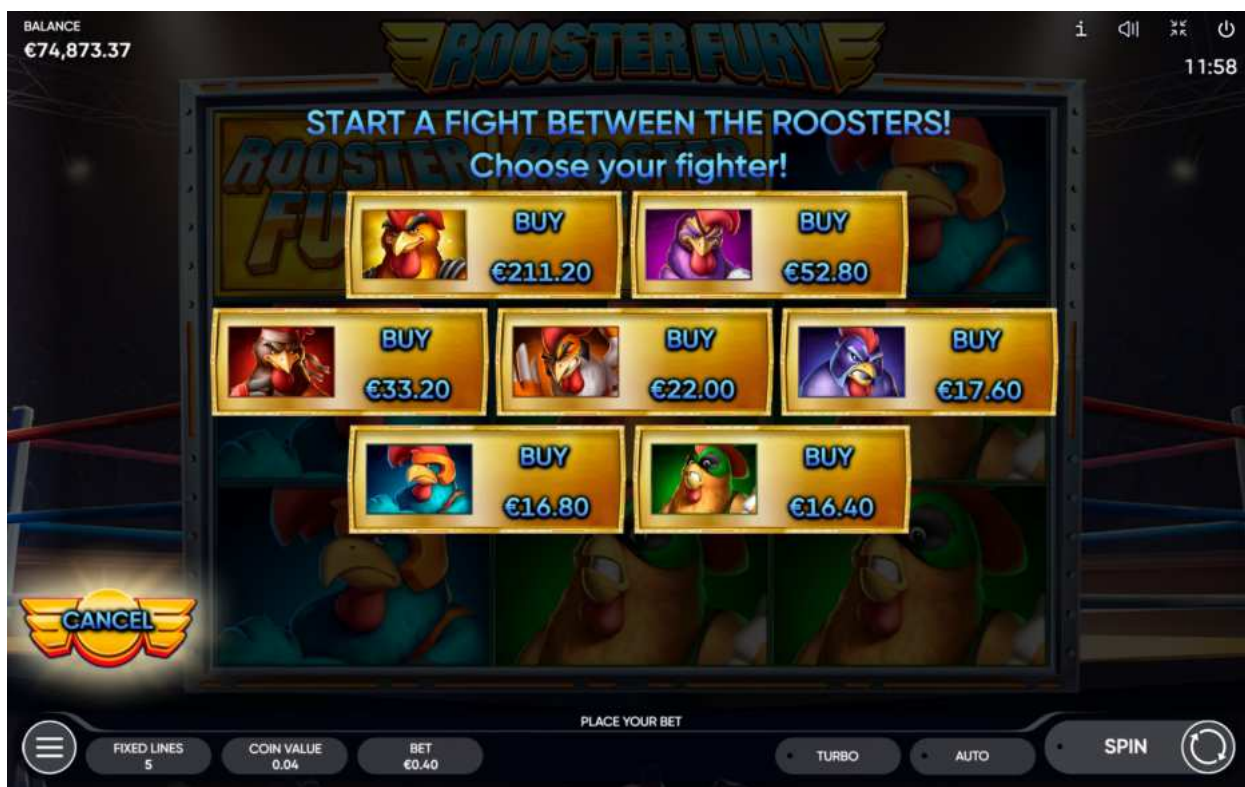 BALANCE
€74,873.37
ROOSTER FURY
i
11:58
START A FIGHT BETWEEN THE ROOSTERS!
Choose your fighter!
ROOSTER
FU
BUY
€211.20
BUY
€52.80
BUY
€33.20
BUY
€22.00
BUY
€17.60
BUY
€16.80
BUY
€16.40
CANCEL
PLACE YOUR BET
FIXED LINES
5
COIN VALUE
0.04
BET
€0.40
TURBO
AUTO
SPIN